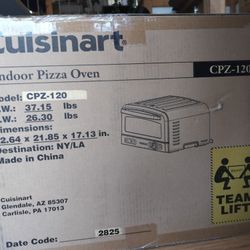 Cuisinart
Indoor Pizza Oven
CPZ-120
Model: CPZ-120
G.W.: 37.15 lbs
N.W.: 26.30 lbs
Dimensions:
2.64 x 21.85 x 17.13 in.
Destination: NY/LA
Made in China
Cuisinart
Glendale, AZ 85307
Carlisle, PA 17013
Date Code: 2825
TEAM
LIFT